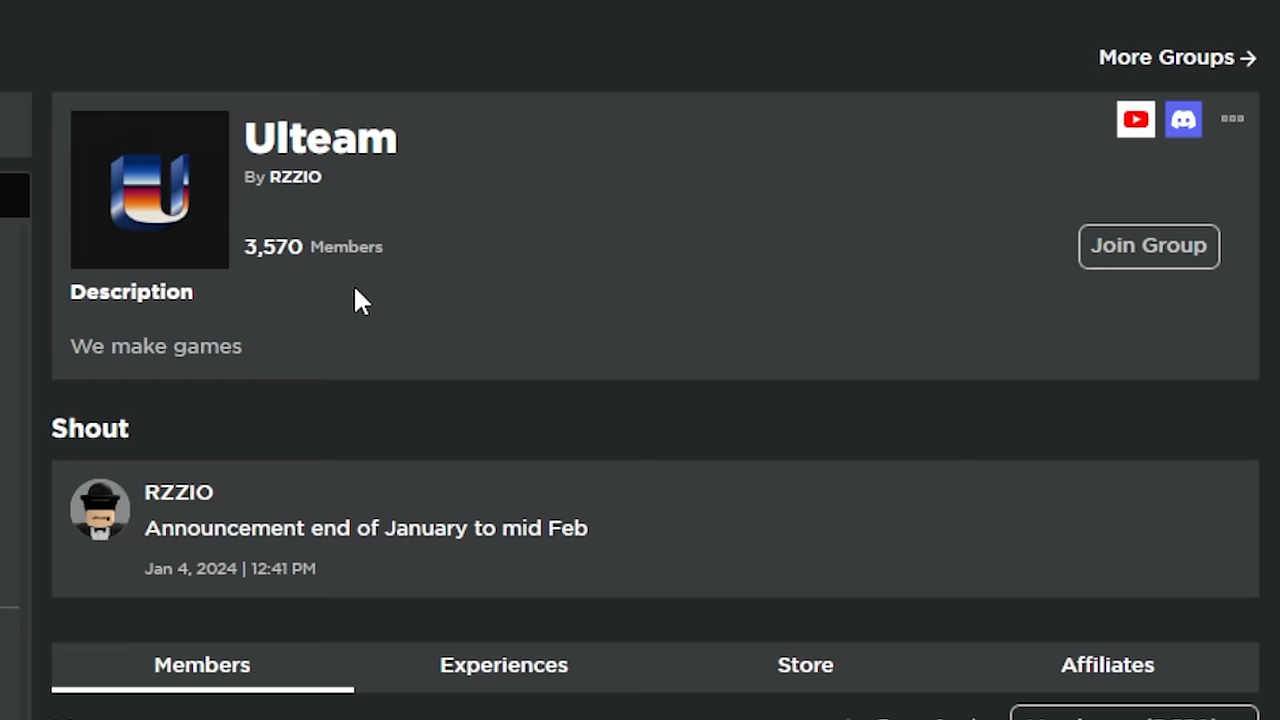 More Groups →
Ulteam
By RZZIO
3,570 Members
Join Group
Description
We make games
Shout
RZZIO
Announcement end of January to mid Feb
Jan 4, 2024 | 12:41 PM
Members Experiences Store Affiliates